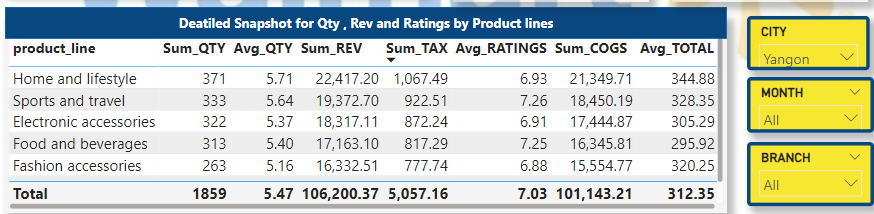 Deatiled Snapshot for Qty , Rev and Ratings by Product lines
product_line Sum_QTY Avg_QTY Sum_REV Sum_TAX Avg_RATINGS Sum_COGS Avg_TOTAL
Home and lifestyle 371 5.71 22,417.20 1,067.49 6.93 21,349.71 344.88
Sports and travel 333 5.64 19,372.70 922.51 7.26 18,450.19 328.35
Electronic accessories 322 5.37 18,317.11 872.24 6.91 17,444.87 305.29
Food and beverages 313 5.40 17,163.10 817.29 7.25 16,345.81 295.92
Fashion accessories 263 5.16 16,332.51 777.74 6.88 15,554.77 320.25
Total 1859 5.47 106,200.37 5,057.16 7.03 101,143.21 312.35
CITY
Yangon
MONTH
All
BRANCH
All